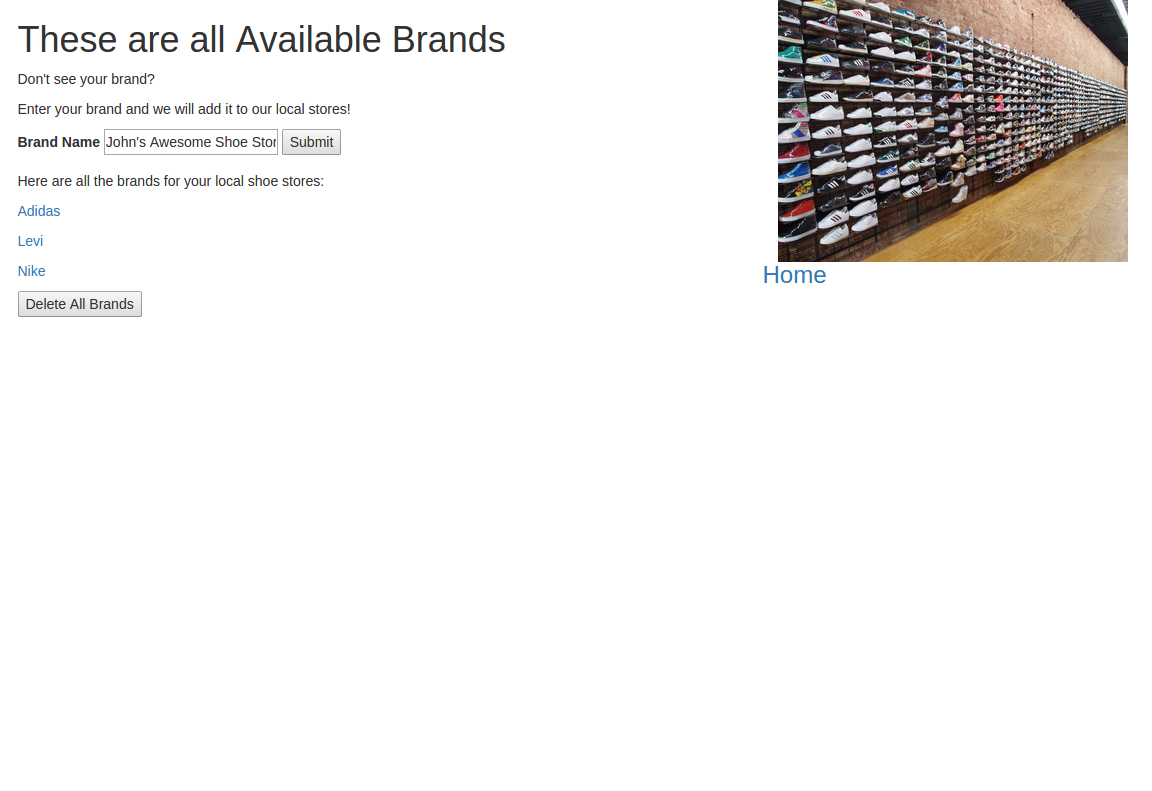 These are all Available Brands
Don't see your brand?
Enter your brand and we will add it to our local stores!
Brand Name John's Awesome Shoe Stor Submit
Here are all the brands for your local shoe stores:
Adidas
Levi
Nike
Delete All Brands
Home